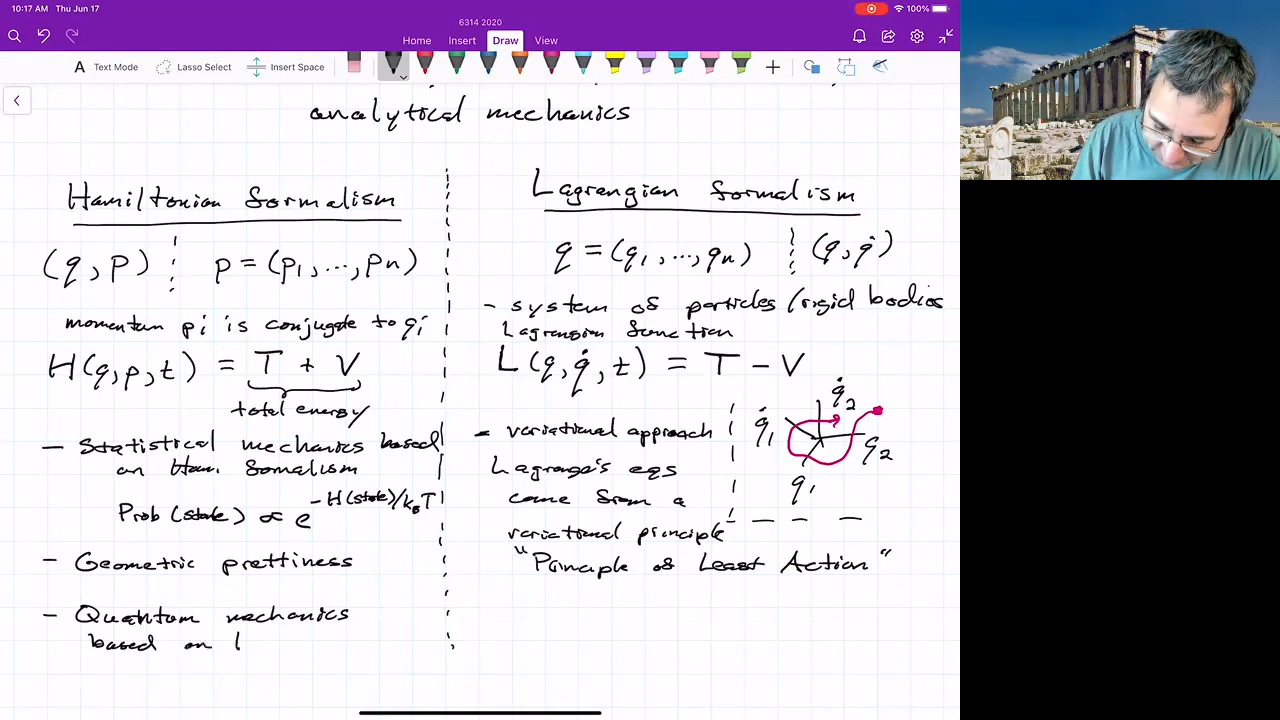 10:17 AM Thu Jun 17
100%
6314 2020
Home Insert Draw View
A Text Mode Lasso Select Insert Space
analytical mechanics
Hamiltonian formalism
(q, p) p = (p1, ..., pn)
momentum pi is conjugate to qi
H(q, p, t) = T + V
total energy
- Statistical mechanics based
on Ham. formalism
Prob (state) ∝ e^-H(state)/kBT
- Geometric prettiness
- Quantum mechanics
based on
Lagrangian formalism
q = (q1, ..., qn) (q, q̇)
- system of particles / rigid bodies
Lagrangian function
L(q, q̇, t) = T - V
- variational approach
Lagrange's eqs
come from a
variational principle
"Principle of Least Action"
q̇2
q̇1
q2
q1